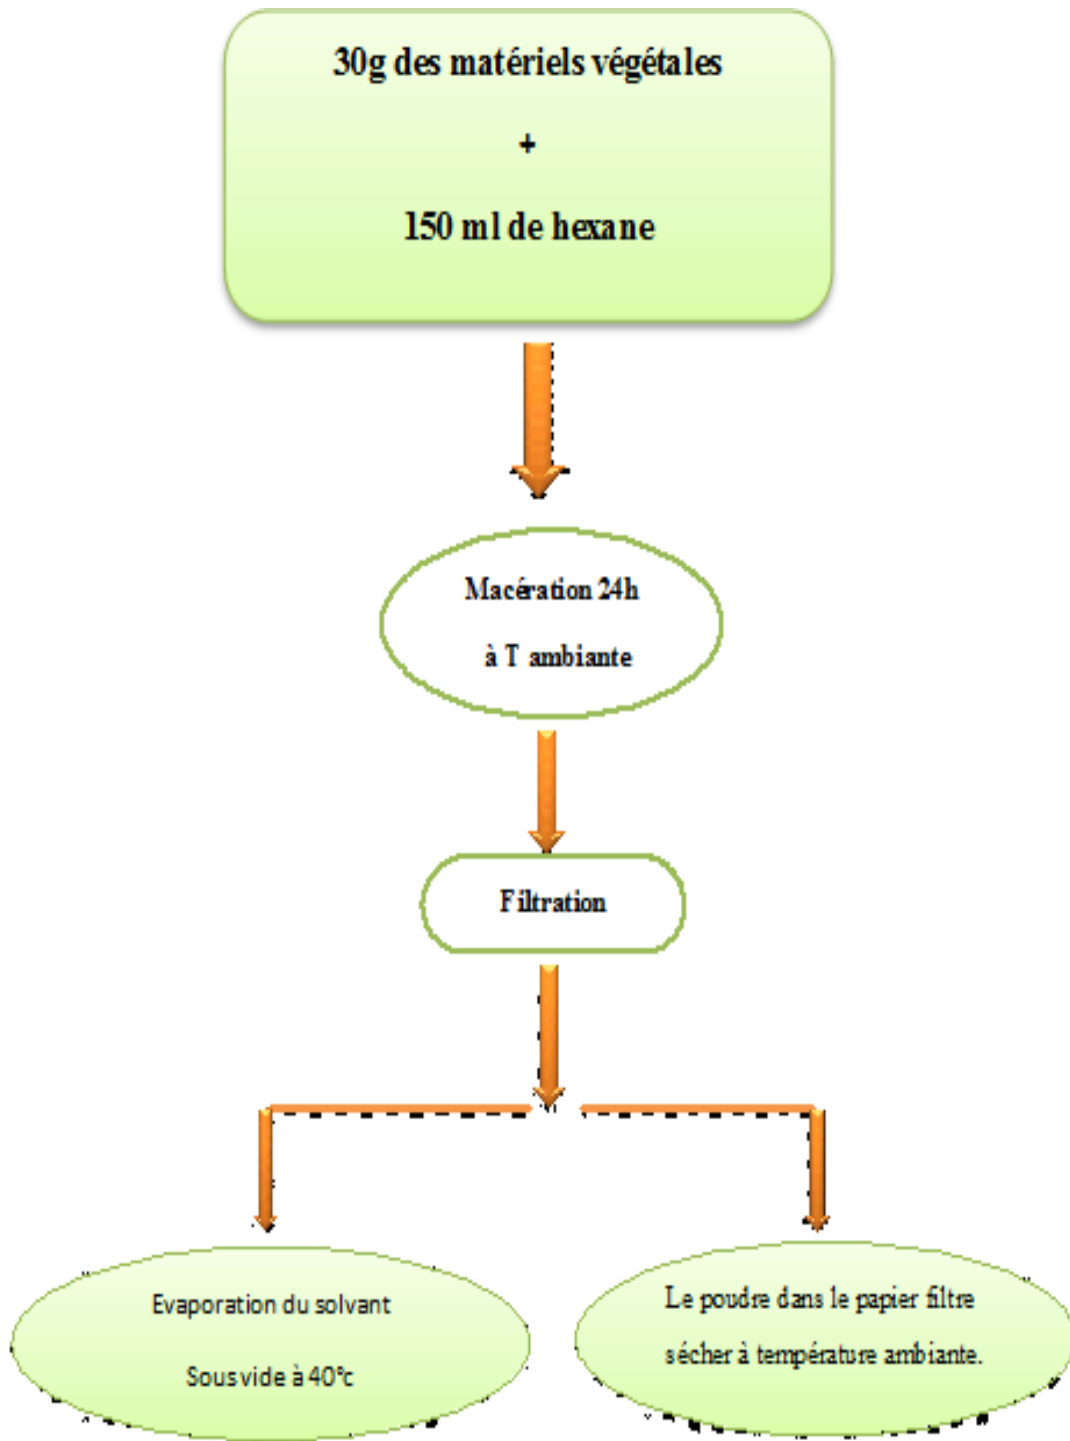 30g des matériels végétales
+
150 ml de hexane
Macération 24h
à T ambiante
Filtration
Evaporation du solvant
Sous vide à 40°c
Le poudre dans le papier filtre
sécher à température ambiante.